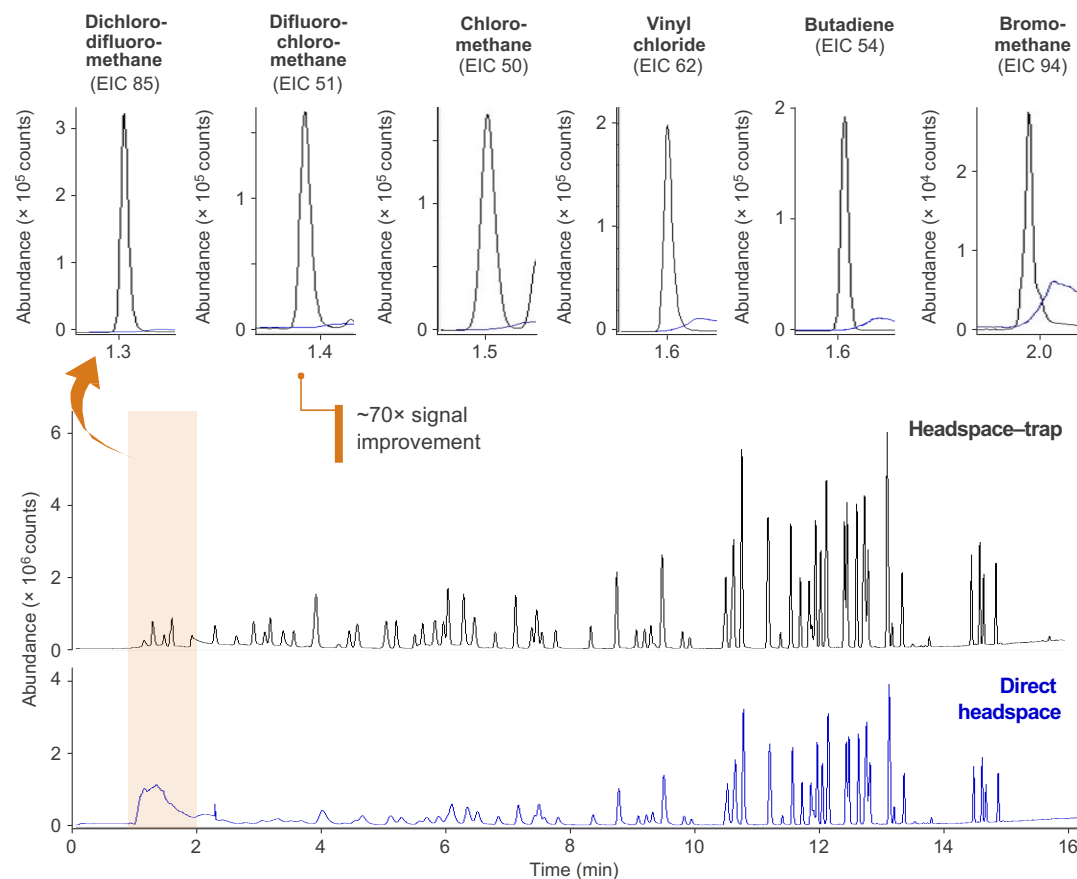 Dichloro-
difluoro-
methane
(EIC 85)
Difluoro-
chloro-
methane
(EIC 51)
Chloro-
methane
(EIC 50)
Vinyl
chloride
(EIC 62)
Butadiene
(EIC 54)
Bromo-
methane
(EIC 94)
Abundance (× 10⁵ counts)
3
2
1
0
1.3
Abundance (× 10⁵ counts)
1
0
1.4
Abundance (× 10⁵ counts)
1
0
1.5
Abundance (× 10⁵ counts)
2
1
0
1.6
Abundance (× 10⁵ counts)
2
1
0
1.6
Abundance (× 10⁴ counts)
2
1
0
2.0
~70× signal
improvement
Headspace–trap
Abundance (× 10⁶ counts)
6
4
2
0
Direct
headspace
4
2
0
0
2
4
6
8
10
12
14
16
Time (min)